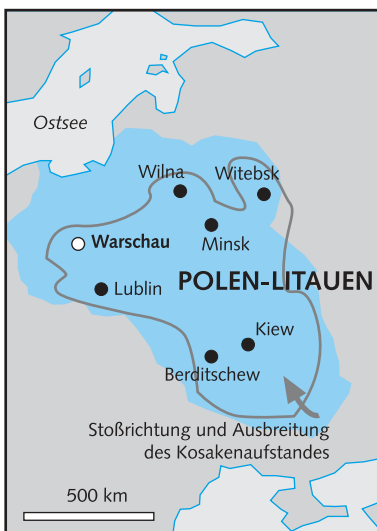 Ostsee
Wilna
Witebsk
Warschau
Minsk
POLEN-LITAUEN
Lublin
Kiew
Berditschew
Stoßrichtung und Ausbreitung
des Kosakenaufstandes
500 km